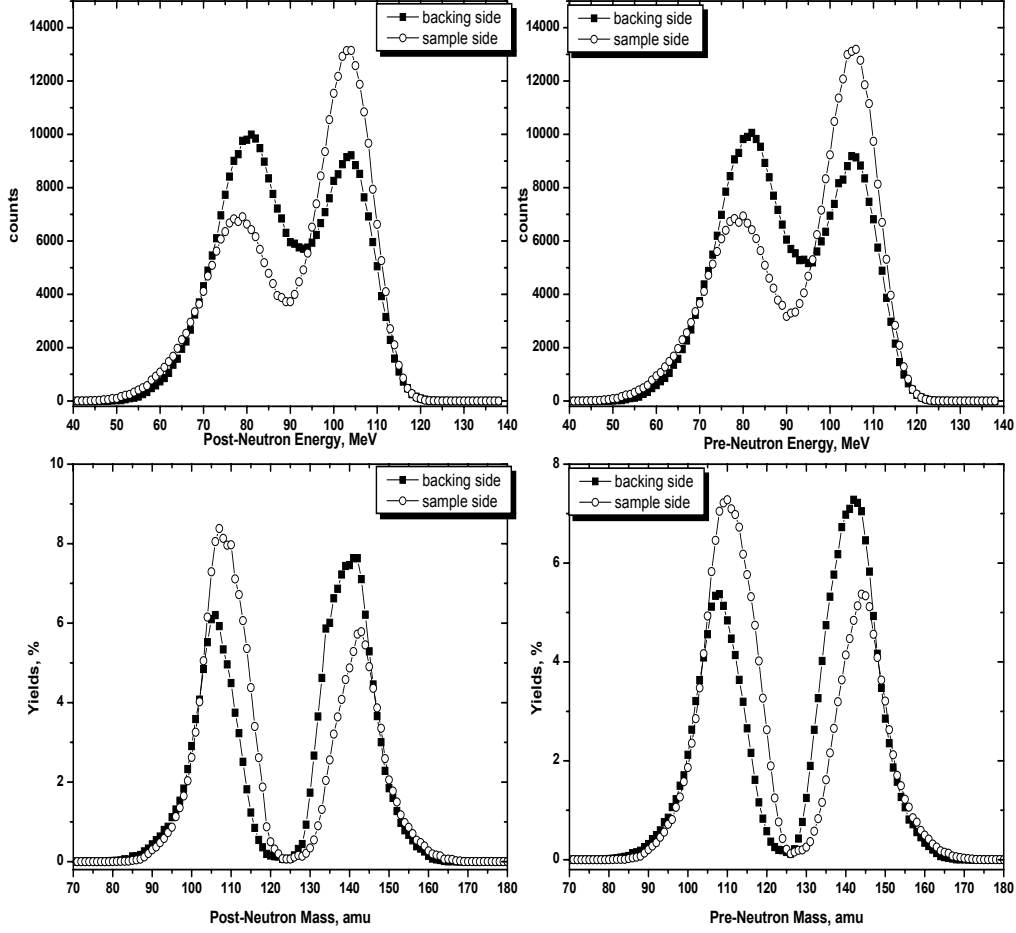 backing side
sample side
counts
14000
12000
10000
8000
6000
4000
2000
0
40 50 60 70 80 90 100 110 120 130 140
Post-Neutron Energy, MeV
backing side
sample side
counts
14000
12000
10000
8000
6000
4000
2000
0
40 50 60 70 80 90 100 110 120 130 140
Pre-Neutron Energy, MeV
backing side
sample side
Yields, %
10
8
6
4
2
0
70 80 90 100 110 120 130 140 150 160 170 180
Post-Neutron Mass, amu
backing side
sample side
Yields, %
8
6
4
2
0
70 80 90 100 110 120 130 140 150 160 170 180
Pre-Neutron Mass, amu